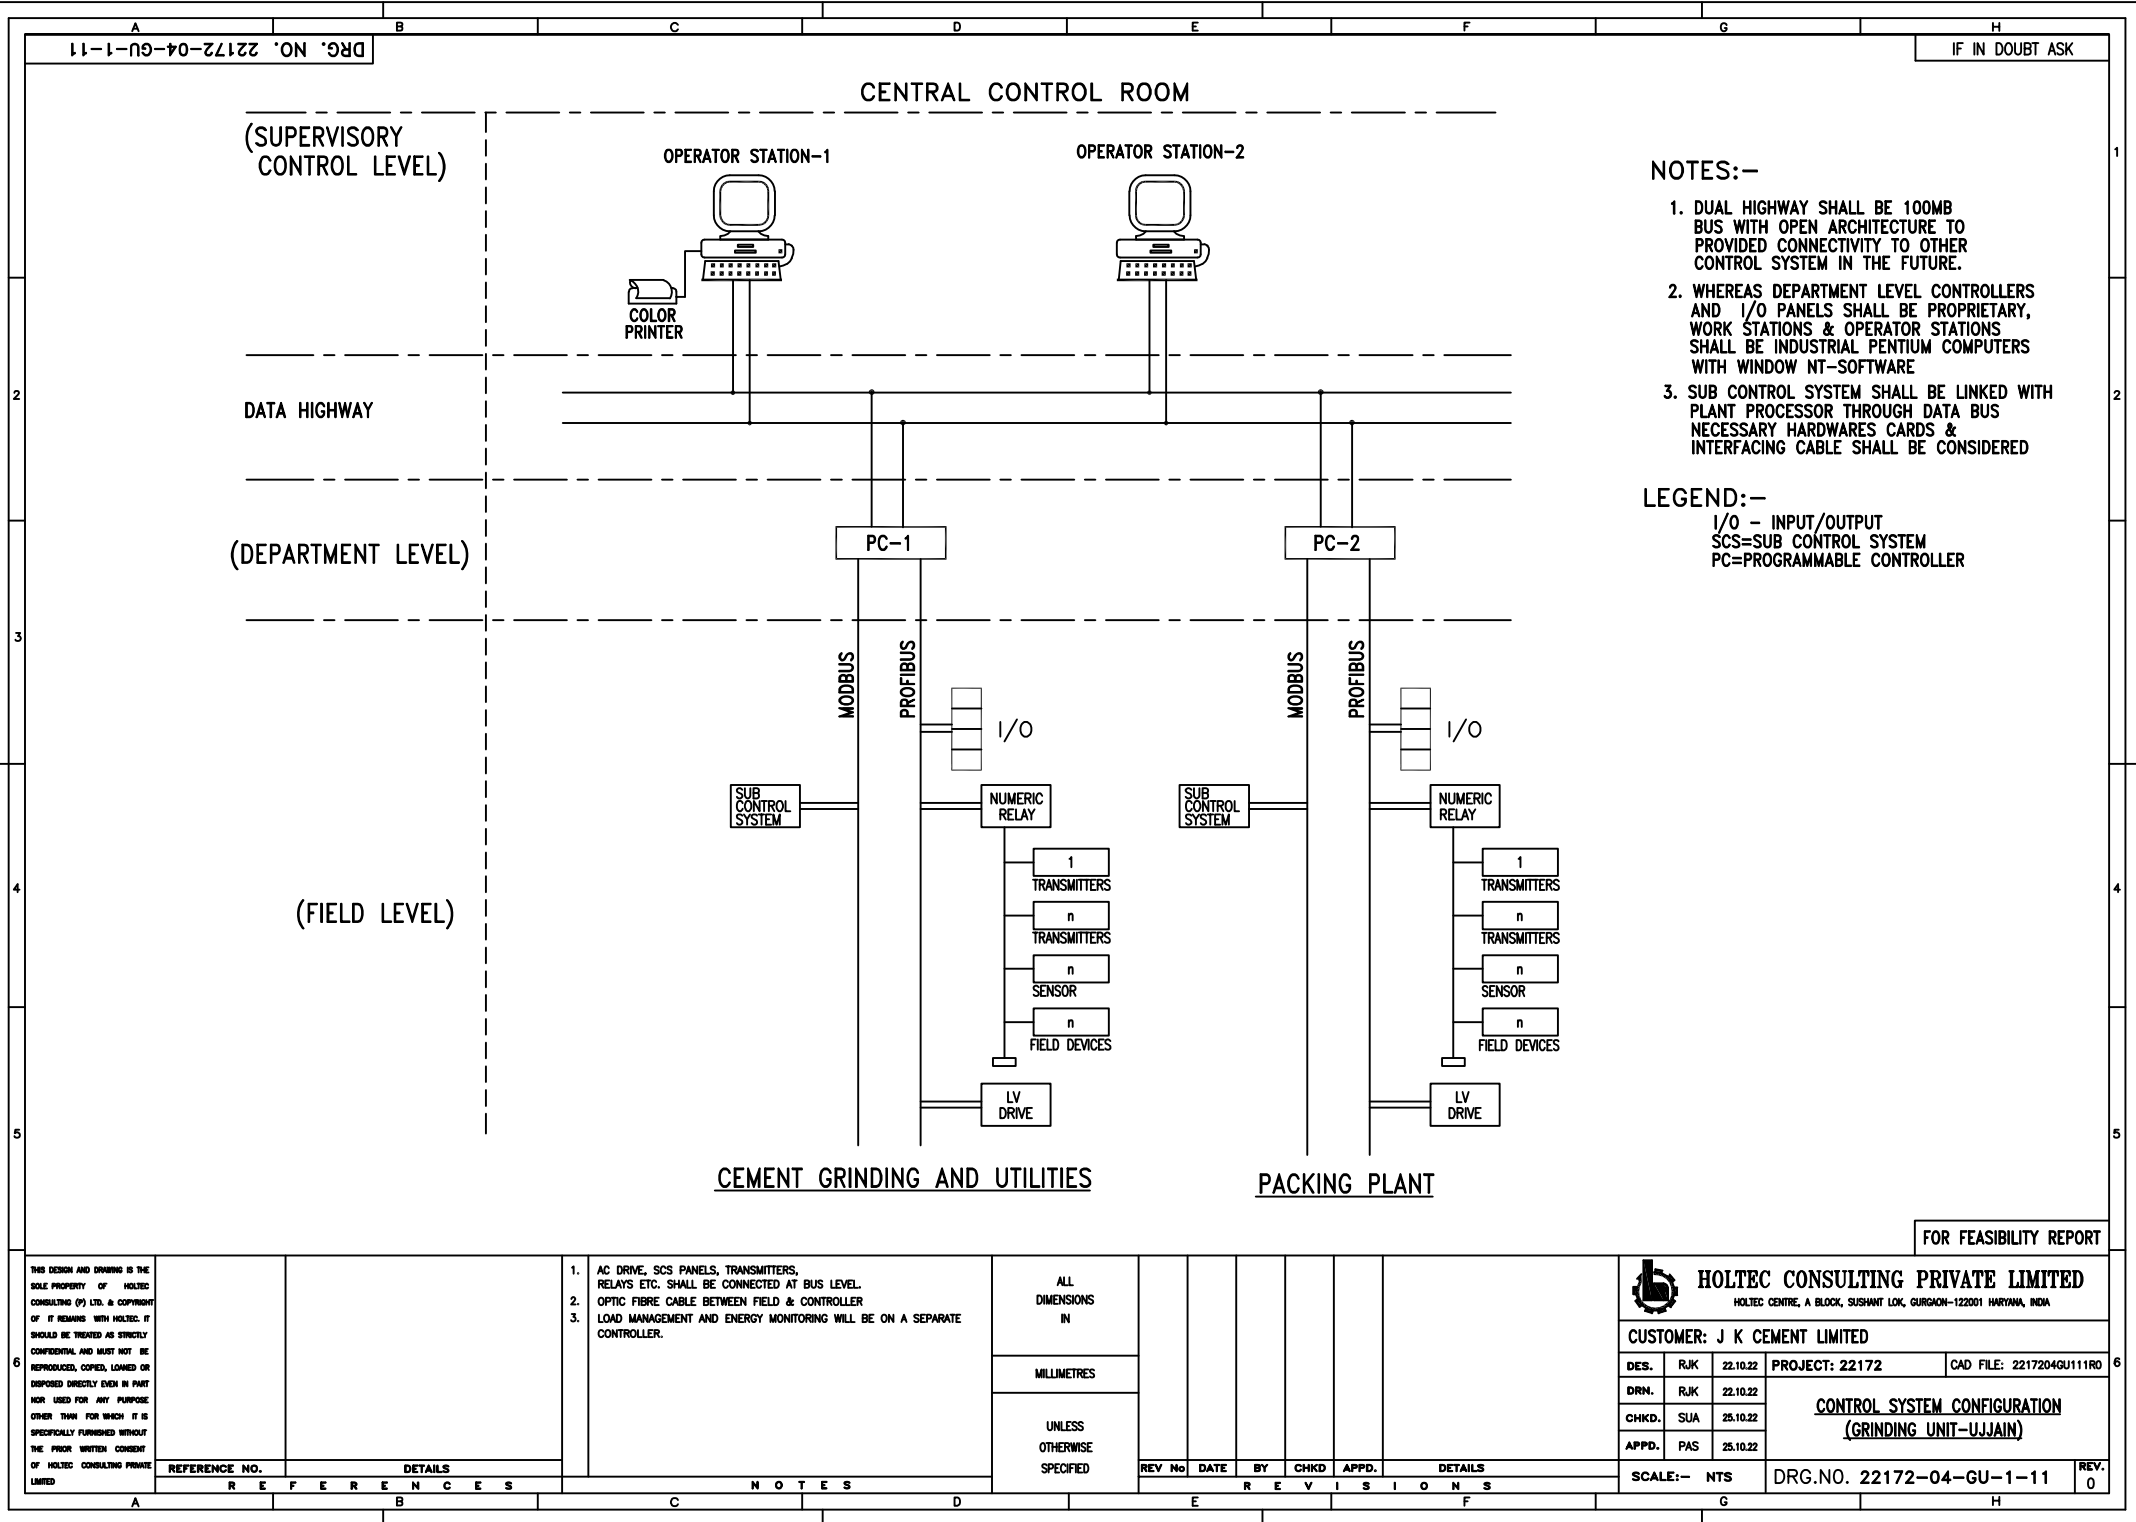 A B C D E F G H
DRG. NO. 22172-04-GU-1-11
IF IN DOUBT ASK
CENTRAL CONTROL ROOM
(SUPERVISORY
CONTROL LEVEL)
OPERATOR STATION-1
OPERATOR STATION-2
COLOR
PRINTER
DATA HIGHWAY
(DEPARTMENT LEVEL)
PC-1
PC-2
MODBUS
PROFIBUS
MODBUS
PROFIBUS
I/O
I/O
(FIELD LEVEL)
SUB
CONTROL
SYSTEM
NUMERIC
RELAY
1
TRANSMITTERS
n
TRANSMITTERS
n
SENSOR
n
FIELD DEVICES
LV
DRIVE
SUB
CONTROL
SYSTEM
NUMERIC
RELAY
1
TRANSMITTERS
n
TRANSMITTERS
n
SENSOR
n
FIELD DEVICES
LV
DRIVE
CEMENT GRINDING AND UTILITIES
PACKING PLANT
NOTES:-
1. DUAL HIGHWAY SHALL BE 100MB
BUS WITH OPEN ARCHITECTURE TO
PROVIDED CONNECTIVITY TO OTHER
CONTROL SYSTEM IN THE FUTURE.
2. WHEREAS DEPARTMENT LEVEL CONTROLLERS
AND I/O PANELS SHALL BE PROPRIETARY,
WORK STATIONS & OPERATOR STATIONS
SHALL BE INDUSTRIAL PENTIUM COMPUTERS
WITH WINDOW NT-SOFTWARE
3. SUB CONTROL SYSTEM SHALL BE LINKED WITH
PLANT PROCESSOR THROUGH DATA BUS
NECESSARY HARDWARES CARDS &
INTERFACING CABLE SHALL BE CONSIDERED
LEGEND:-
I/O - INPUT/OUTPUT
SCS=SUB CONTROL SYSTEM
PC=PROGRAMMABLE CONTROLLER
1
2
3
4
5
6
1
2
4
5
6
FOR FEASIBILITY REPORT
THIS DESIGN AND DRAWING IS THE
SOLE PROPERTY OF HOLTEC
CONSULTING (P) LTD. & COPYRIGHT
OF IT REMAINS WITH HOLTEC. IT
SHOULD BE TREATED AS STRICTLY
CONFIDENTIAL AND MUST NOT BE
REPRODUCED, COPIED, LOANED OR
DISPOSED DIRECTLY EVEN IN PART
NOR USED FOR ANY PURPOSE
OTHER THAN FOR WHICH IT IS
SPECIFICALLY FURNISHED WITHOUT
THE PRIOR WRITTEN CONSENT
OF HOLTEC CONSULTING PRIVATE
LIMITED
REFERENCE NO. DETAILS
REFERENCES
1. AC DRIVE, SCS PANELS, TRANSMITTERS,
RELAYS ETC. SHALL BE CONNECTED AT BUS LEVEL.
2. OPTIC FIBRE CABLE BETWEEN FIELD & CONTROLLER
3. LOAD MANAGEMENT AND ENERGY MONITORING WILL BE ON A SEPARATE
CONTROLLER.
NOTES
ALL
DIMENSIONS
IN
MILLIMETRES
UNLESS
OTHERWISE
SPECIFIED
REV No DATE BY CHKD APPD. DETAILS
REVISIONS
HOLTEC CONSULTING PRIVATE LIMITED
HOLTEC CENTRE, A BLOCK, SUSHANT LOK, GURGAON-122001 HARYANA, INDIA
CUSTOMER: J K CEMENT LIMITED
DES. RJK 22.10.22 PROJECT: 22172 CAD FILE: 2217204GU111R0
DRN. RJK 22.10.22
CHKD. SUA 25.10.22
APPD. PAS 25.10.22
CONTROL SYSTEM CONFIGURATION
(GRINDING UNIT-UJJAIN)
SCALE:- NTS
DRG.NO. 22172-04-GU-1-11
REV.
0
A B C D E F G H